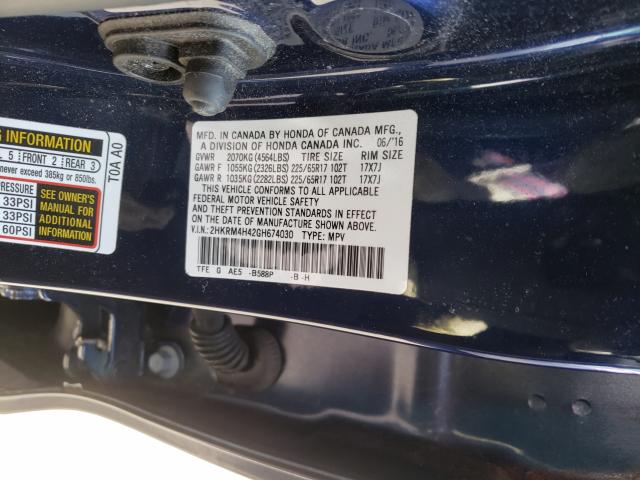 G INFORMATION
L 5 FRONT 2 REAR 3
never exceed 385kg or 850lbs.
RESSURE
33PSI
33PSI
60PSI
SEE OWNER'S
MANUAL FOR
ADDITIONAL
INFORMATION
T0A A0
MFD. IN CANADA BY HONDA OF CANADA MFG.,
A DIVISION OF HONDA CANADA INC. 06/'16
GVWR 2070KG (4564LBS) TIRE SIZE RIM SIZE
GAWR F 1055KG (2326LBS) 225/65R17 102T 17X7J
GAWR R 1035KG (2282LBS) 225/65R17 102T 17X7J
THIS VEHICLE CONFORMS TO ALL APPLICABLE
FEDERAL MOTOR VEHICLE SAFETY
AND THEFT PREVENTION STANDARDS IN EFFECT
ON THE DATE OF MANUFACTURE SHOWN ABOVE.
V.I.N.: 2HKRM4H42GH674030 TYPE: MPV
TFE G AE5 -B588P -B-H